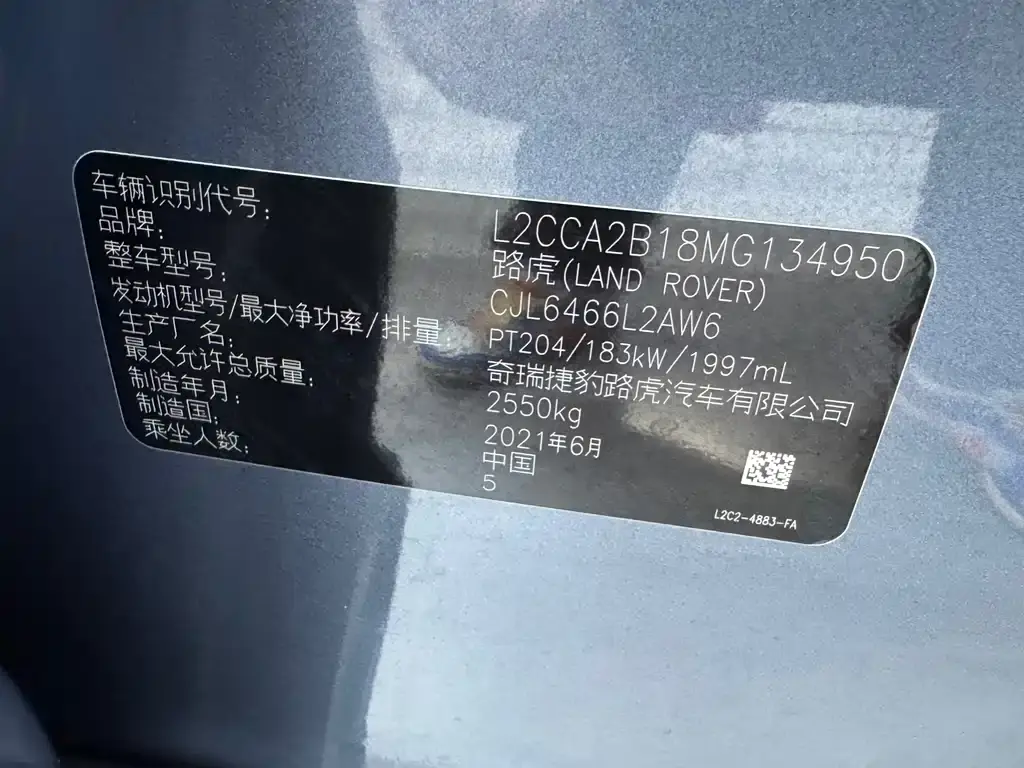 车辆识别代号: L2CCA2B18MG134950
品牌: 路虎(LAND ROVER)
整车型号: CJL6466L2AW6
发动机型号/最大净功率/排量: PT204/183kW/1997mL
生产厂名: 奇瑞捷豹路虎汽车有限公司
最大允许总质量: 2550kg
制造年月: 2021年6月
制造国: 中国
乘坐人数: 5
L2C2-4883-FA